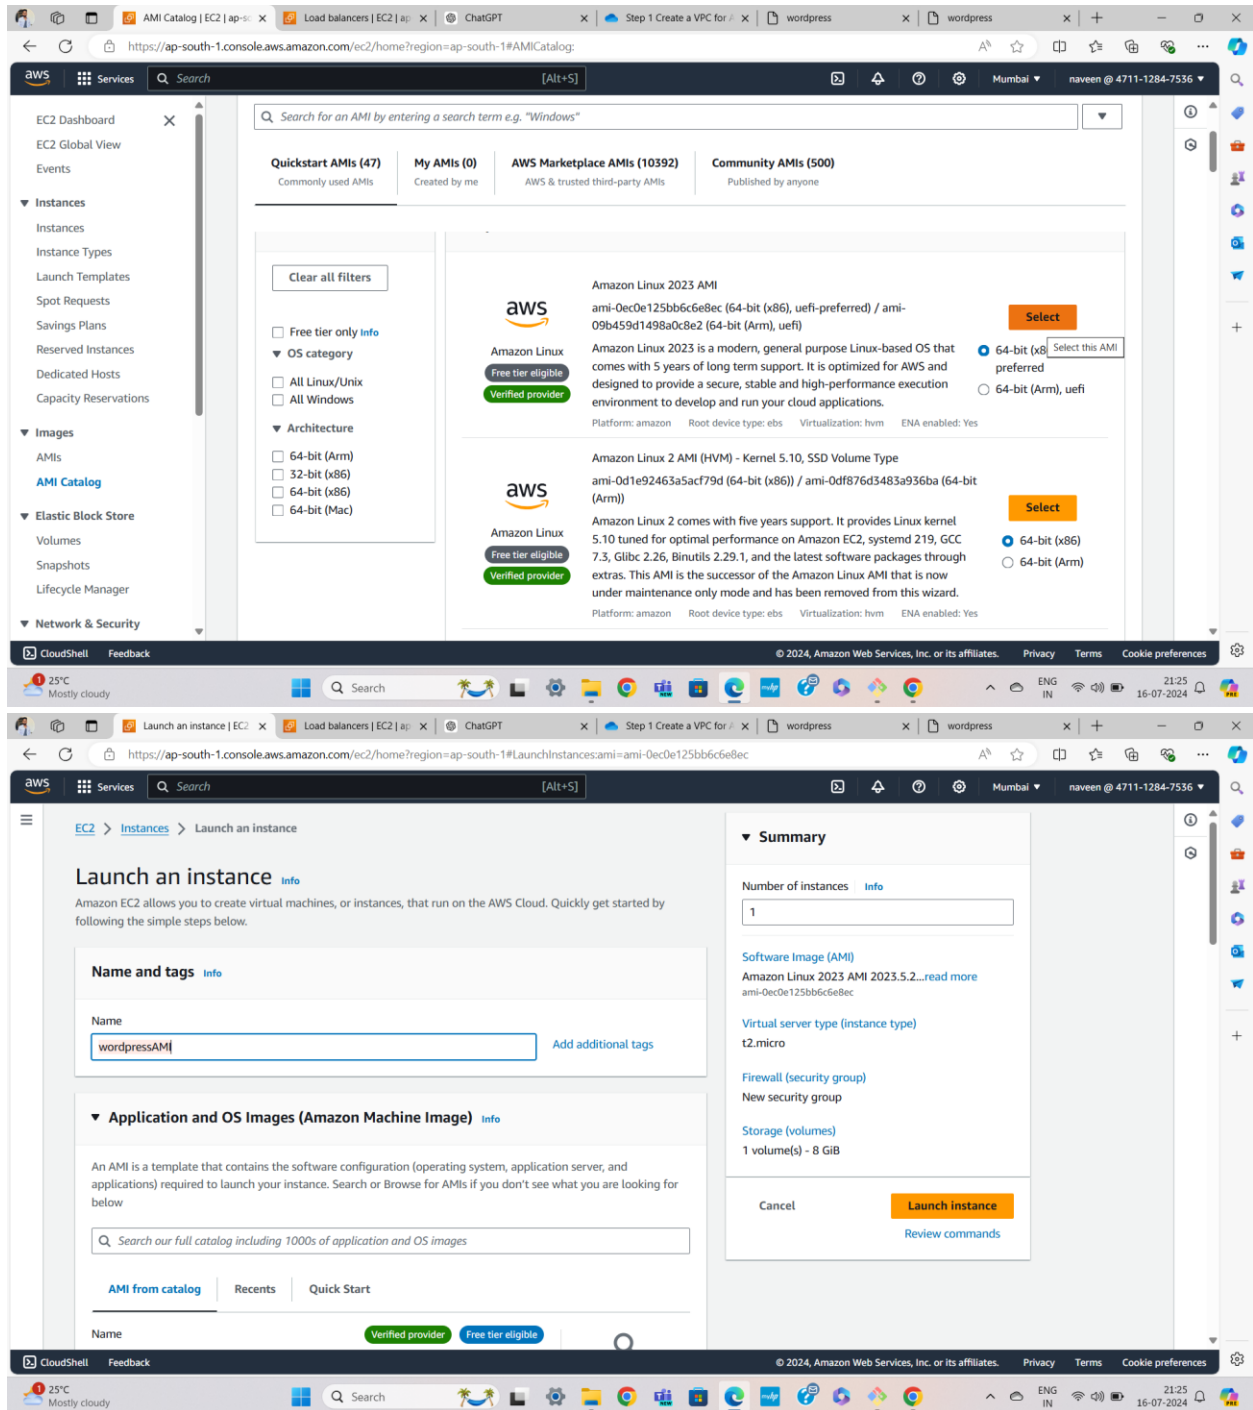 AMI Catalog | EC2 | ap-so
Load balancers | EC2 | ap
ChatGPT
Step 1 Create a VPC for A
wordpress
wordpress
https://ap-south-1.console.aws.amazon.com/ec2/home?region=ap-south-1#AMICatalog:
aws
Services
Search
[Alt+S]
Mumbai
naveen @ 4711-1284-7536
EC2 Dashboard
EC2 Global View
Events
Instances
Instances
Instance Types
Launch Templates
Spot Requests
Savings Plans
Reserved Instances
Dedicated Hosts
Capacity Reservations
Images
AMIs
AMI Catalog
Elastic Block Store
Volumes
Snapshots
Lifecycle Manager
Network & Security
Search for an AMI by entering a search term e.g. "Windows"
Quickstart AMIs (47)
Commonly used AMIs
My AMIs (0)
Created by me
AWS Marketplace AMIs (10392)
AWS & trusted third-party AMIs
Community AMIs (500)
Published by anyone
Clear all filters
Free tier only Info
OS category
All Linux/Unix
All Windows
Architecture
64-bit (Arm)
32-bit (x86)
64-bit (x86)
64-bit (Mac)
aws
Amazon Linux
Free tier eligible
Verified provider
Amazon Linux 2023 AMI
ami-0ec0e125bb6c6e8ec (64-bit (x86), uefi-preferred) / ami-
09b459d1498a0c8e2 (64-bit (Arm), uefi)
Amazon Linux 2023 is a modern, general purpose Linux-based OS that
comes with 5 years of long term support. It is optimized for AWS and
designed to provide a secure, stable and high-performance execution
environment to develop and run your cloud applications.
Platform: amazon Root device type: ebs Virtualization: hvm ENA enabled: Yes
Select
64-bit (x8
Select this AMI
preferred
64-bit (Arm), uefi
aws
Amazon Linux
Free tier eligible
Verified provider
Amazon Linux 2 AMI (HVM) - Kernel 5.10, SSD Volume Type
ami-0d1e92463a5acf79d (64-bit (x86)) / ami-0df876d3483a936ba (64-bit
(Arm))
Amazon Linux 2 comes with five years support. It provides Linux kernel
5.10 tuned for optimal performance on Amazon EC2, systemd 219, GCC
7.3, Glibc 2.26, Binutils 2.29.1, and the latest software packages through
extras. This AMI is the successor of the Amazon Linux AMI that is now
under maintenance only mode and has been removed from this wizard.
Platform: amazon Root device type: ebs Virtualization: hvm ENA enabled: Yes
Select
64-bit (x86)
64-bit (Arm)
CloudShell Feedback
© 2024, Amazon Web Services, Inc. or its affiliates. Privacy Terms Cookie preferences
1
25°C
Mostly cloudy
Search
ENG
IN
21:25
16-07-2024
Launch an instance | EC2
Load balancers | EC2 | ap
ChatGPT
Step 1 Create a VPC for A
wordpress
wordpress
https://ap-south-1.console.aws.amazon.com/ec2/home?region=ap-south-1#LaunchInstances:ami=ami-0ec0e125bb6c6e8ec
aws
Services
Search
[Alt+S]
Mumbai
naveen @ 4711-1284-7536
EC2 > Instances > Launch an instance
Launch an instance Info
Amazon EC2 allows you to create virtual machines, or instances, that run on the AWS Cloud. Quickly get started by
following the simple steps below.
Name and tags Info
Name
wordpressAMI
Add additional tags
Application and OS Images (Amazon Machine Image) Info
An AMI is a template that contains the software configuration (operating system, application server, and
applications) required to launch your instance. Search or Browse for AMIs if you don't see what you are looking for
below
Search our full catalog including 1000s of application and OS images
AMI from catalog
Recents
Quick Start
Name
Verified provider
Free tier eligible
Summary
Number of instances Info
1
Software Image (AMI)
Amazon Linux 2023 AMI 2023.5.2...read more
ami-0ec0e125bb6c6e8ec
Virtual server type (instance type)
t2.micro
Firewall (security group)
New security group
Storage (volumes)
1 volume(s) - 8 GiB
Cancel
Launch instance
Review commands
CloudShell Feedback
© 2024, Amazon Web Services, Inc. or its affiliates. Privacy Terms Cookie preferences
1
25°C
Mostly cloudy
Search
ENG
IN
21:25
16-07-2024